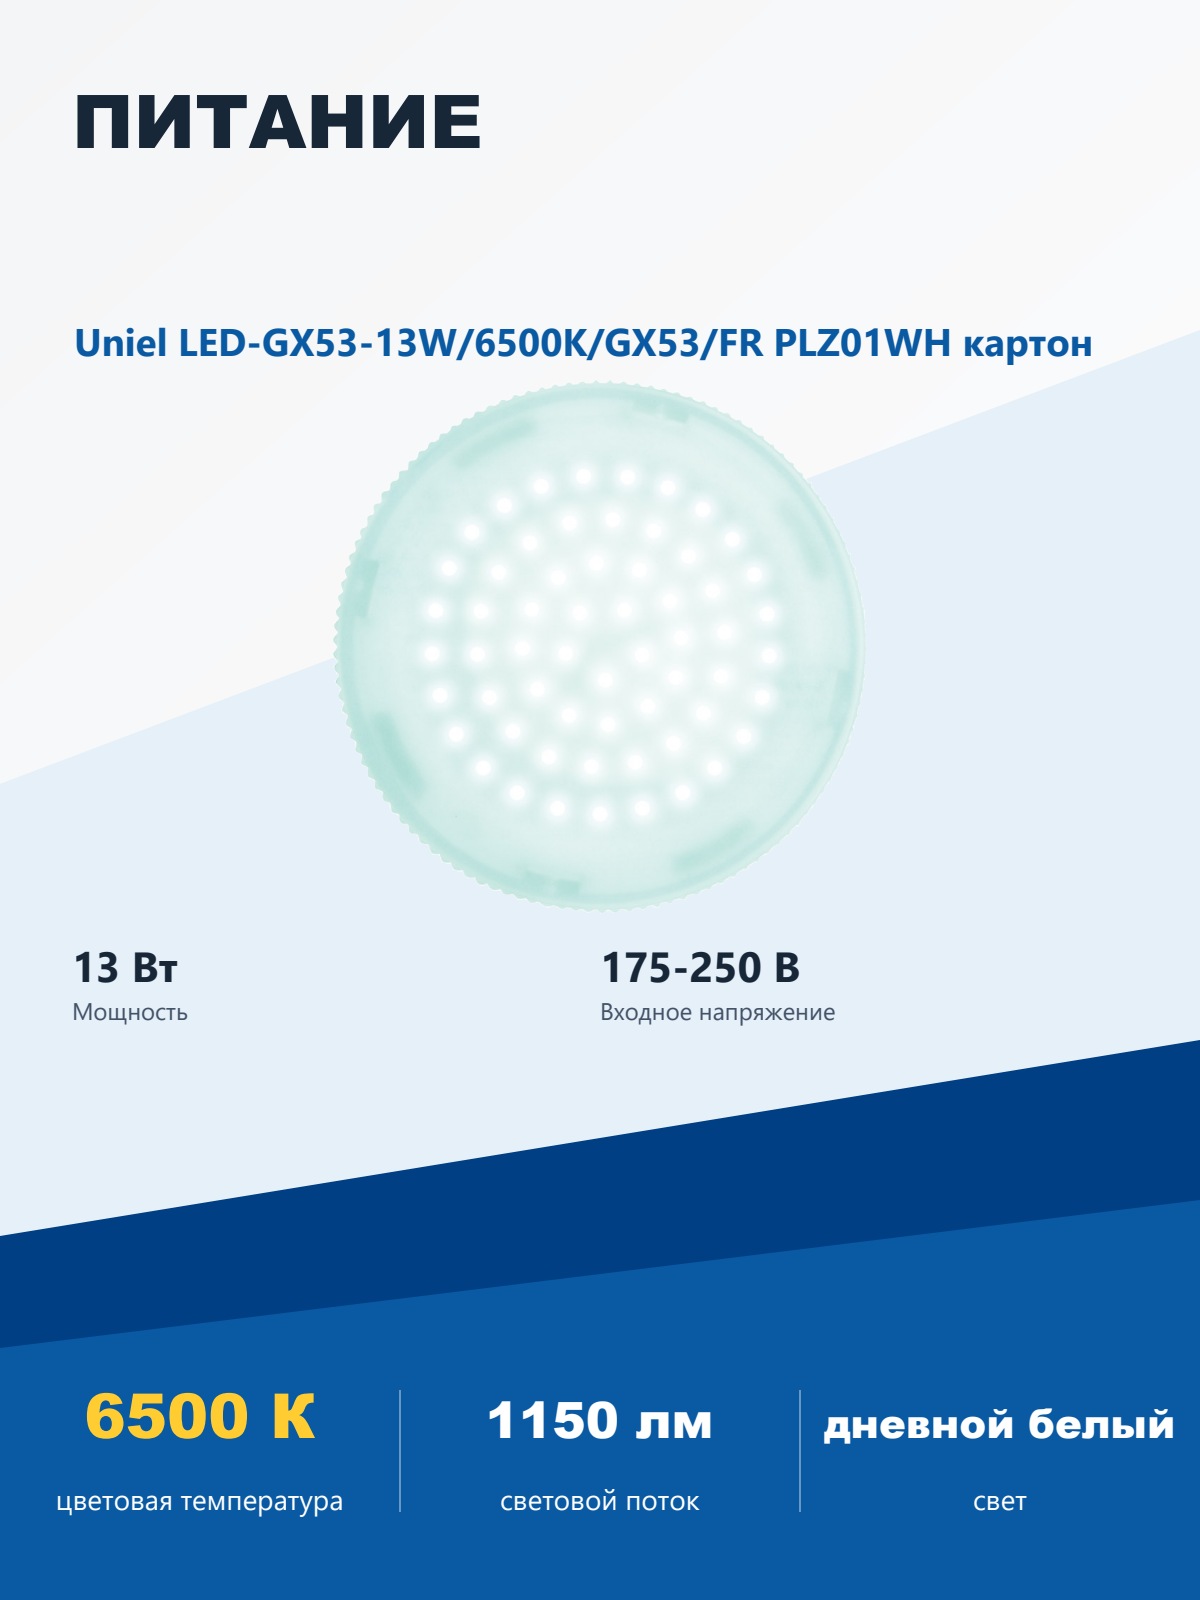 ПИТАНИЕ
Uniel LED-GX53-13W/6500K/GX53/FR PLZ01WH картон
13 Вт
Мощность
175-250 В
Входное напряжение
6500 К
цветовая температура
1150 лм
световой поток
дневной белый
свет